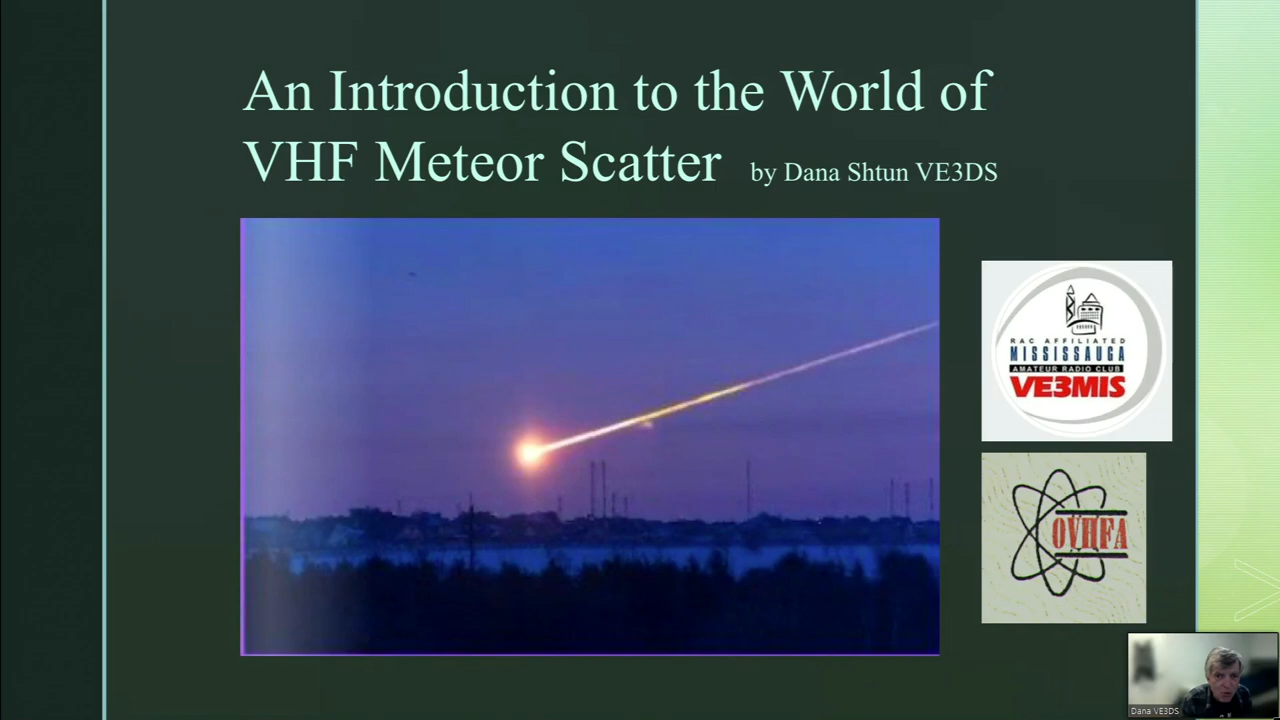 An Introduction to the World of
VHF Meteor Scatter by Dana Shtun VE3DS
RAC AFFILIATED
MISSISSAUGA
AMATEUR RADIO CLUB
VE3MIS
OVHFA
Dana VE3DS